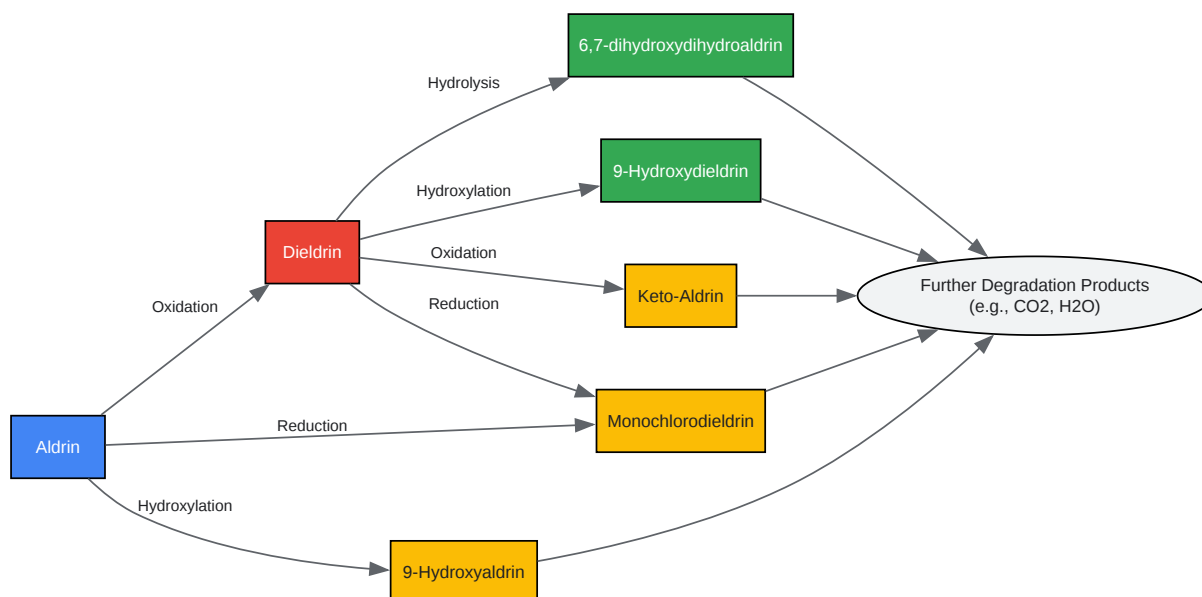 6,7-dihydroxydihydroaldrin
Hydrolysis
9-Hydroxydieldrin
Hydroxylation
Dieldrin
Oxidation
Further Degradation Products
(e.g., CO2, H2O)
Keto-Aldrin
Oxidation
Reduction
Monochlorodieldrin
Reduction
Aldrin
Hydroxylation
9-Hydroxyaldrin